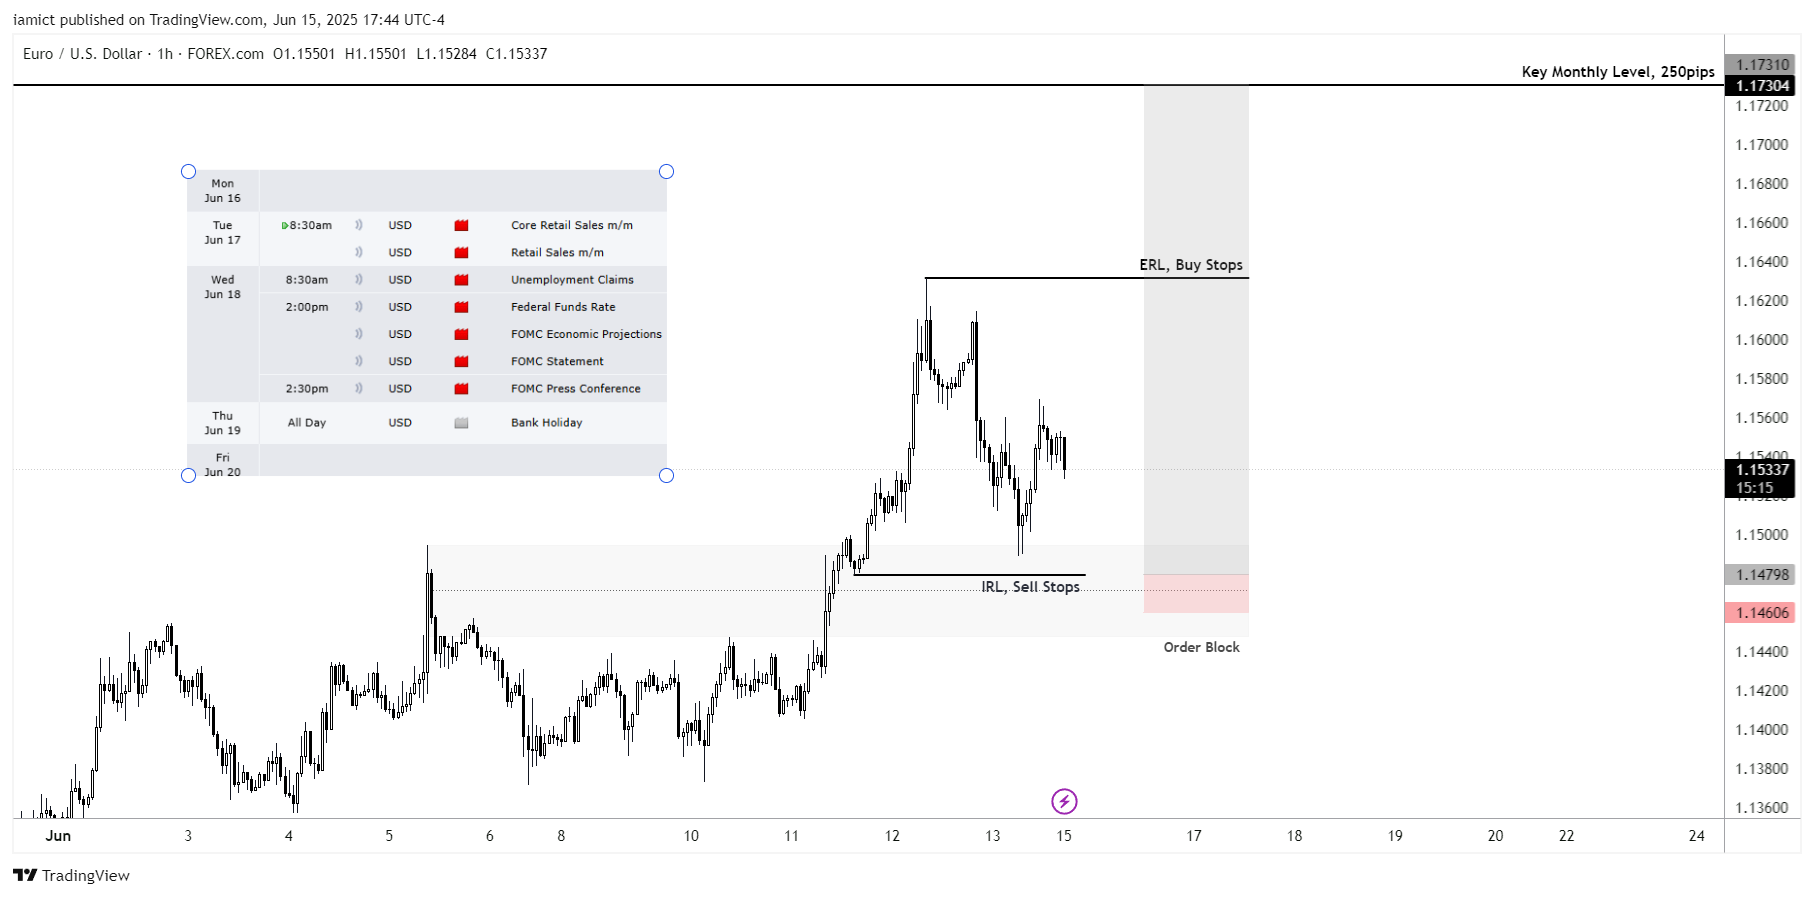 iamict published on TradingView.com, Jun 15, 2025 17:44 UTC-4
Euro / U.S. Dollar · 1h · FOREX.com O1.15501 H1.15501 L1.15284 C1.15337
Key Monthly Level, 250pips
1.17310
1.17304
1.17200
1.17000
1.16800
1.16600
1.16400
1.16200
1.16000
1.15800
1.15600
1.15400
1.15337
15:15
1.15200
1.15000
1.14798
1.14606
1.14400
1.14200
1.14000
1.13800
1.13600
Mon
Jun 16
Tue
Jun 17
8:30am USD Core Retail Sales m/m
USD Retail Sales m/m
Wed
Jun 18
8:30am USD Unemployment Claims
2:00pm USD Federal Funds Rate
USD FOMC Economic Projections
USD FOMC Statement
2:30pm USD FOMC Press Conference
Thu
Jun 19
All Day USD Bank Holiday
Fri
Jun 20
ERL, Buy Stops
IRL, Sell Stops
Order Block
Jun 3 4 5 6 8 10 11 12 13 15 17 18 19 20 22 24
TradingView